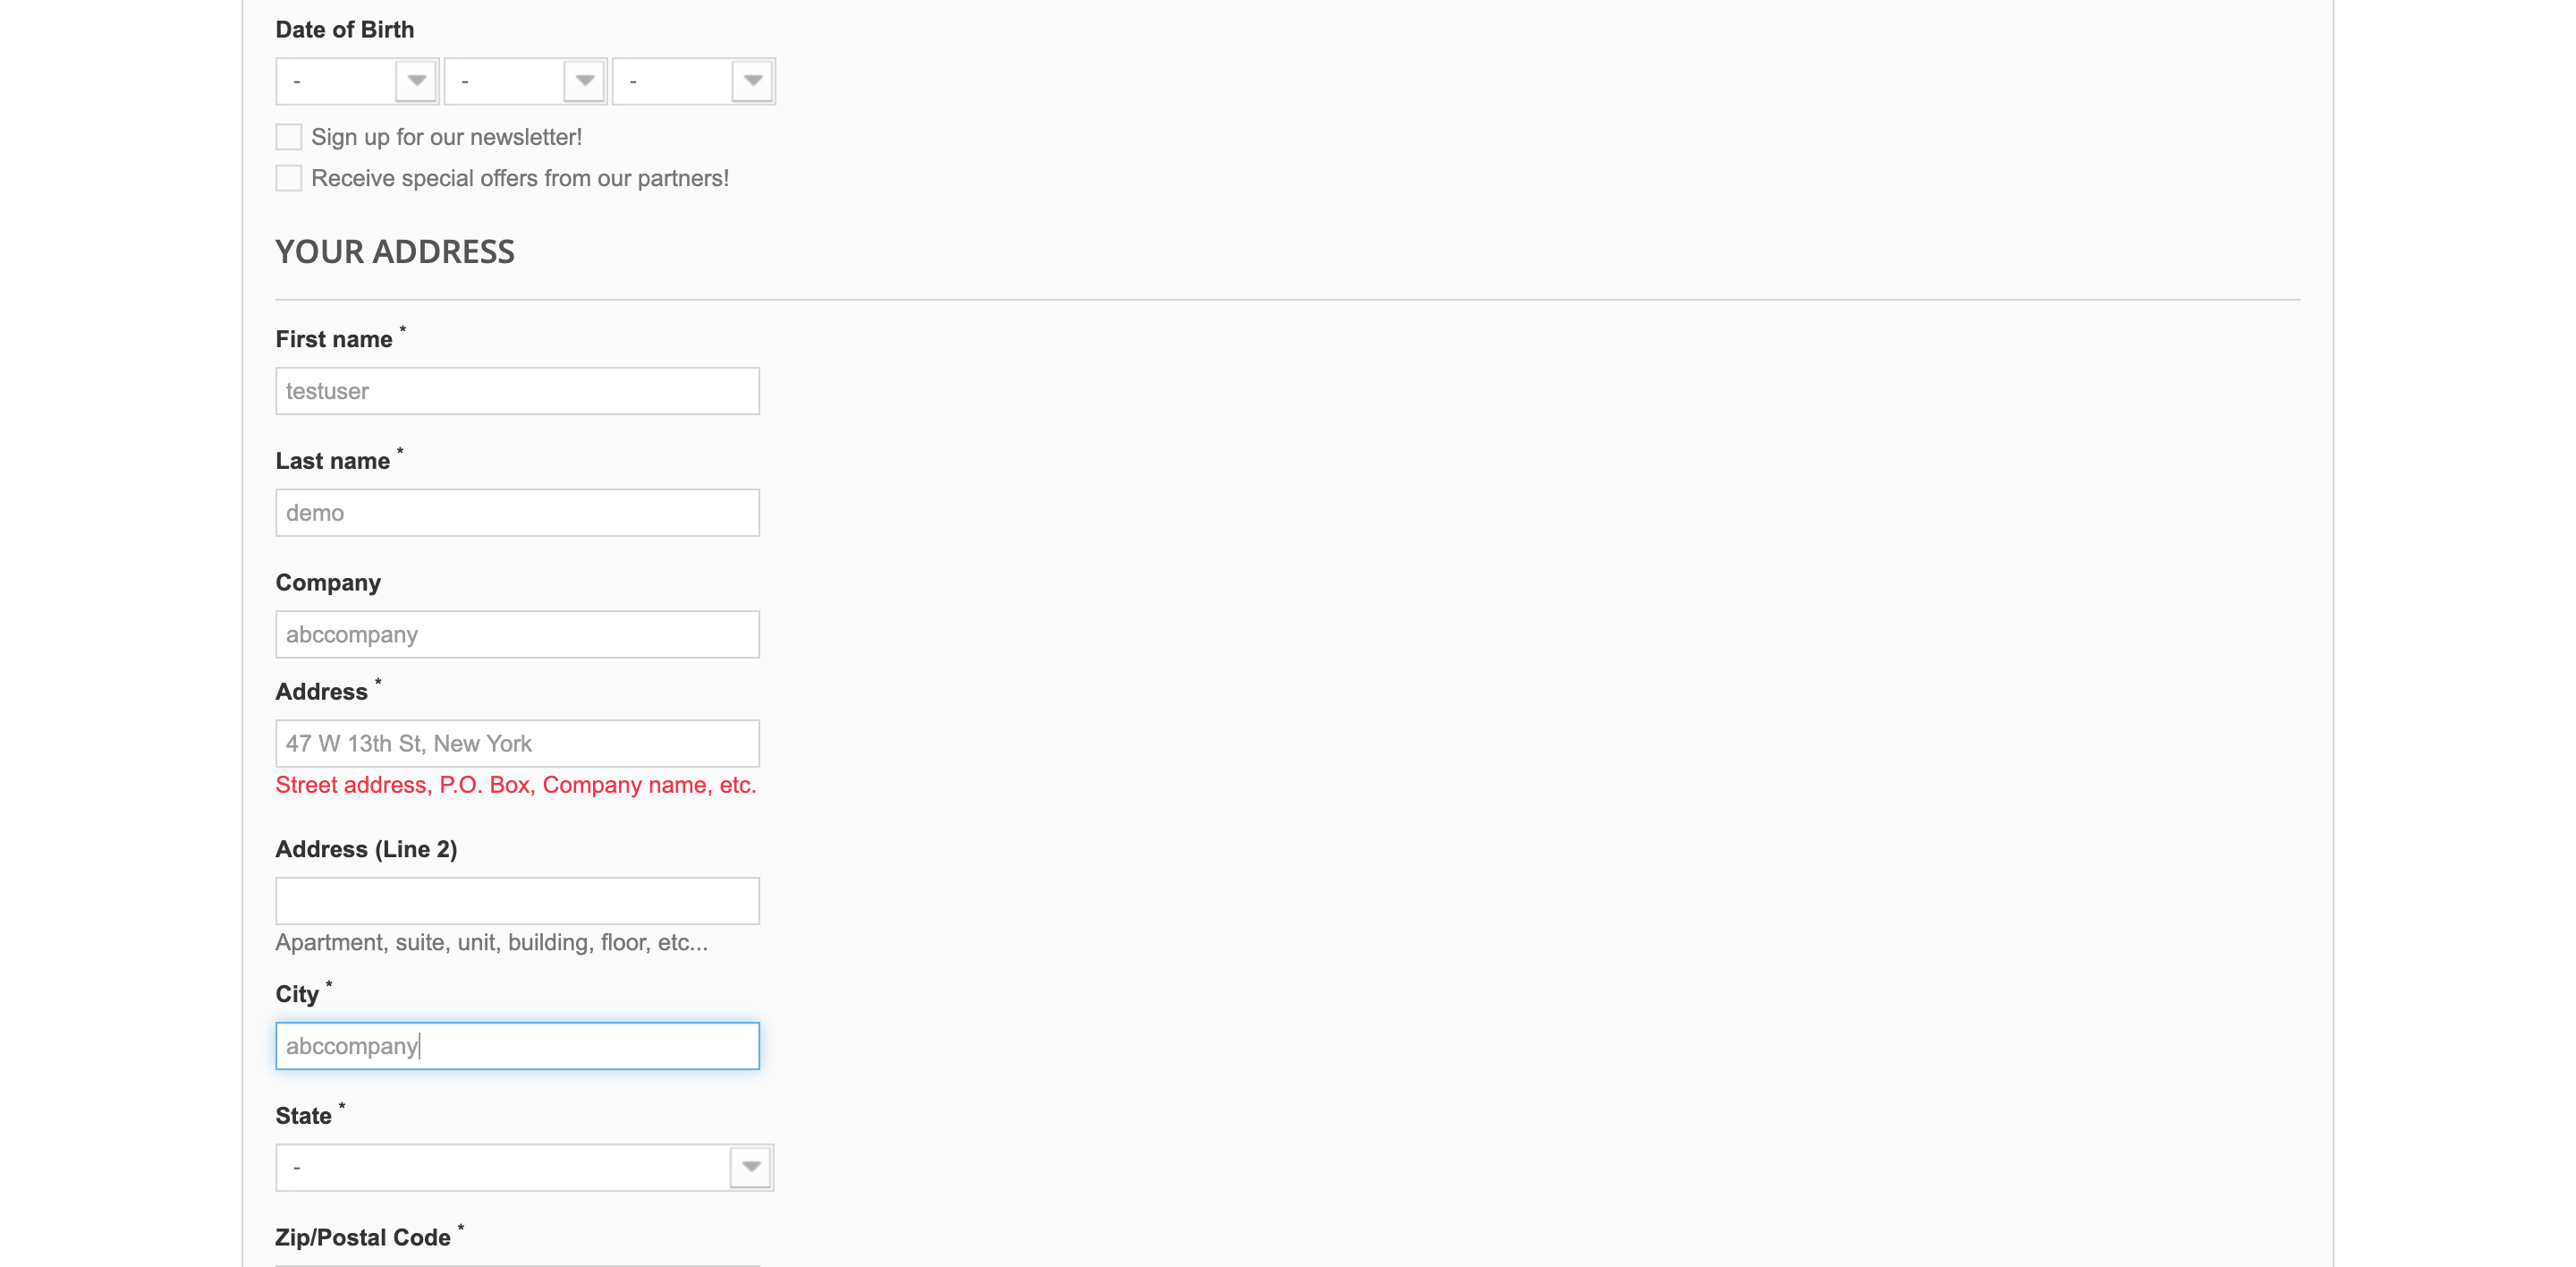 Date of Birth
- - -
Sign up for our newsletter!
Receive special offers from our partners!
YOUR ADDRESS
First name *
testuser
Last name *
demo
Company
abccompany
Address *
47 W 13th St, New York
Street address, P.O. Box, Company name, etc.
Address (Line 2)
Apartment, suite, unit, building, floor, etc...
City *
abccompany
State *
-
Zip/Postal Code *